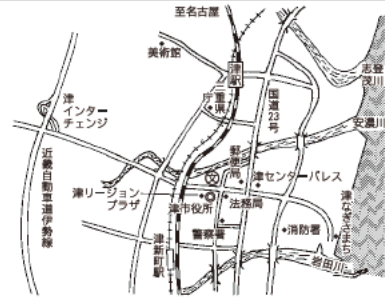 至名古屋
美術館
津駅
三重県庁
国道23号
志登茂川
安濃川
津インターチェンジ
近畿自動車道伊勢線
郵便局
文
津センターパレス
津リージョンプラザ
津市役所
法務局
津なぎさまち
警察署
消防署
津新町駅
岩田川